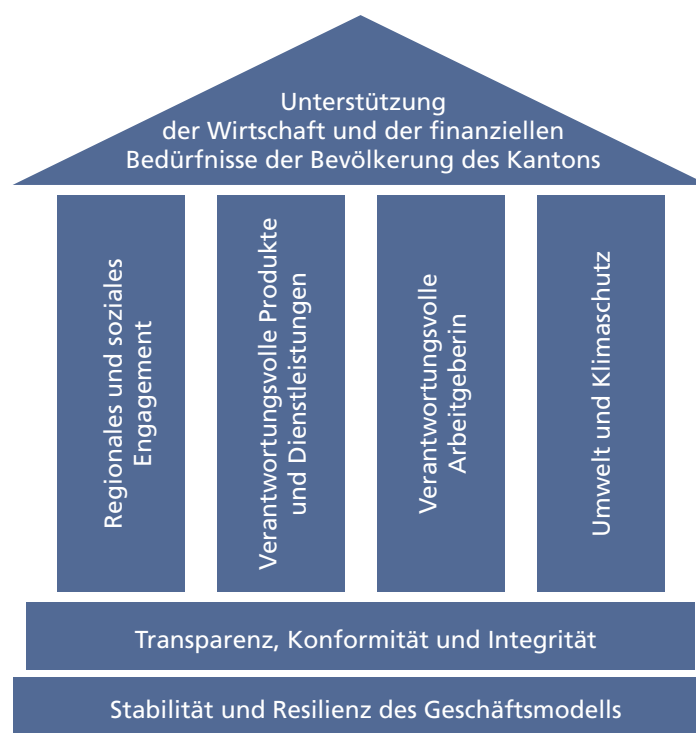 Unterstützung
der Wirtschaft und der finanziellen
Bedürfnisse der Bevölkerung des Kantons
Regionales und soziales
Engagement
Verantwortungsvolle Produkte
und Dienstleistungen
Verantwortungsvolle
Arbeitgeberin
Umwelt und Klimaschutz
Transparenz, Konformität und Integrität
Stabilität und Resilienz des Geschäftsmodells